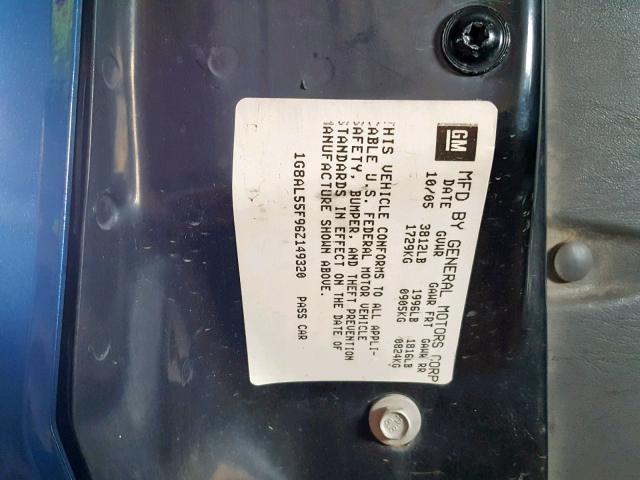 GM MFD BY GENERAL MOTORS CORP
DATE GVWR GAWR FRT GAWR RR
10/05 3812LB 1996LB 1816LB
1729KG 0905KG 0824KG
THIS VEHICLE CONFORMS TO ALL APPLI-
CABLE U.S. FEDERAL MOTOR VEHICLE
SAFETY, BUMPER, AND THEFT PREVENTION
STANDARDS IN EFFECT ON THE DATE OF
MANUFACTURE SHOWN ABOVE.
1G8AL55F96Z149320 PASS CAR